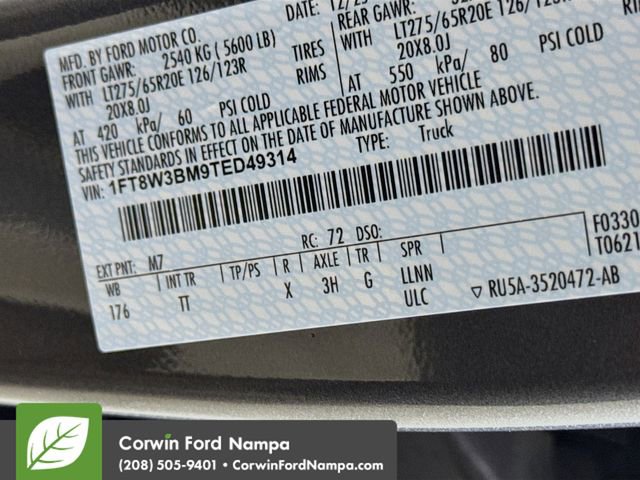 MFD. BY FORD MOTOR CO.
DATE: 12/25
FRONT GAWR: 2540 KG (5600 LB)
REAR GAWR:
WITH LT275/65R20E 126/123R TIRES
WITH LT275/65R20E 126/12
20X8.0J RIMS
20X8.0J
AT 420 kPa/ 60 PSI COLD
AT 550 kPa/ 80 PSI COLD
THIS VEHICLE CONFORMS TO ALL APPLICABLE FEDERAL MOTOR VEHICLE
SAFETY STANDARDS IN EFFECT ON THE DATE OF MANUFACTURE SHOWN ABOVE.
VIN: 1FT8W3BM9TED49314
TYPE: Truck
RC: 72 DSO:
F0330
T0621
EXT PNT: M7
WB INT TR TP/PS R AXLE TR SPR
176 TT X 3H G LLNN
ULC
▽ RU5A-3520472-AB
Corwin Ford Nampa
(208) 505-9401 • CorwinFordNampa.com